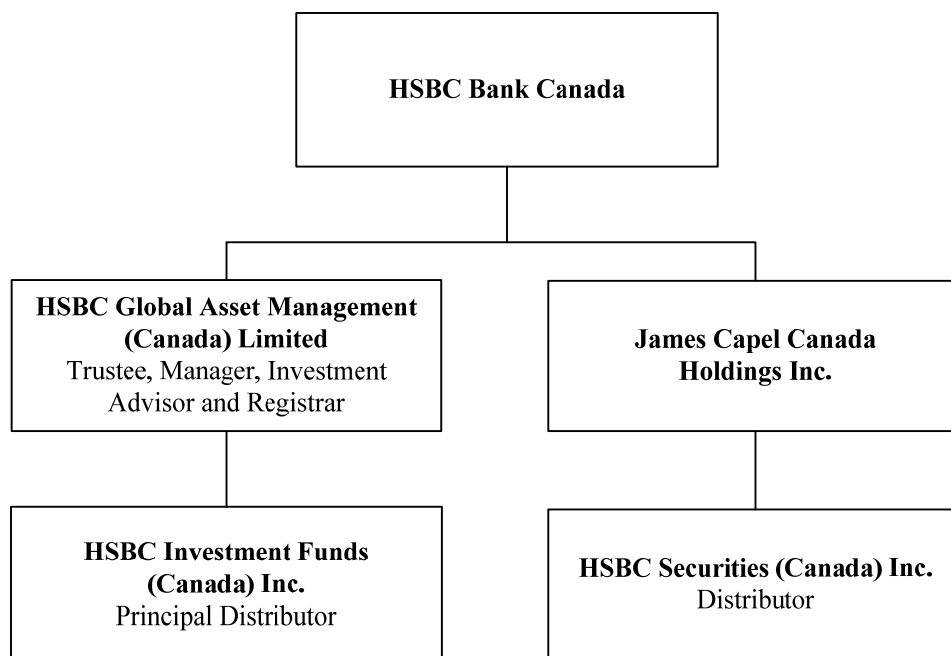 HSBC Bank Canada
HSBC Global Asset Management
(Canada) Limited
Trustee, Manager, Investment
Advisor and Registrar
James Capel Canada
Holdings Inc.
HSBC Investment Funds
(Canada) Inc.
Principal Distributor
HSBC Securities (Canada) Inc.
Distributor